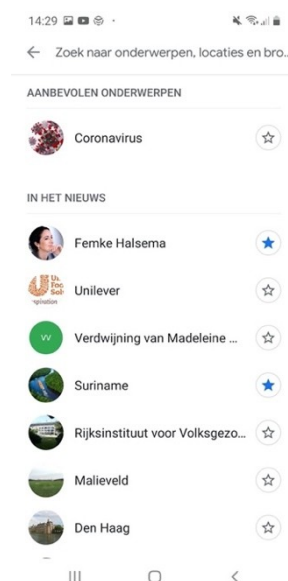 14:29
Zoek naar onderwerpen, locaties en bro..
AANBEVOLEN ONDERWERPEN
Coronavirus
IN HET NIEUWS
Femke Halsema
Unilever
VV
Verdwijning van Madeleine ...
Suriname
Rijksinstituut voor Volksgezo...
Malieveld
Den Haag